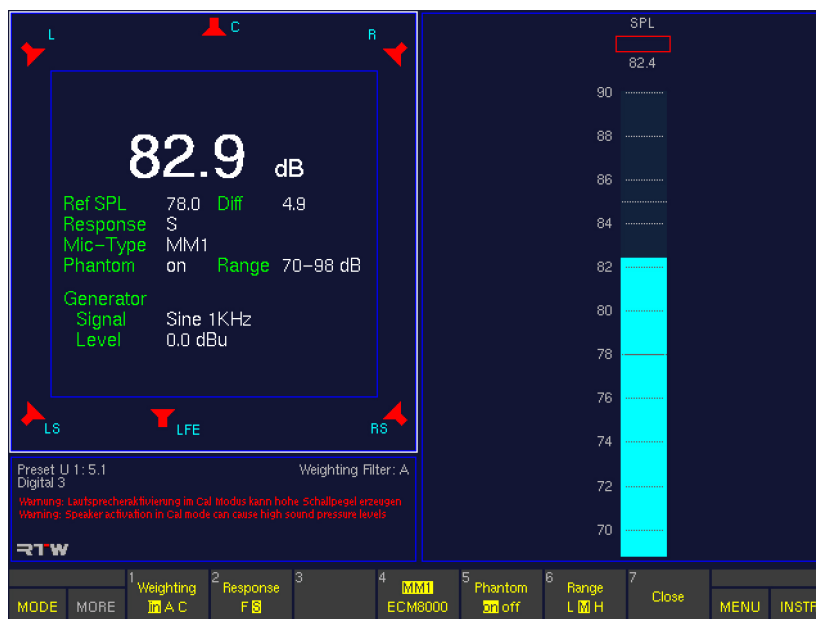 L
C
R
82.9 dB
Ref SPL 78.0 Diff 4.9
Response S
Mic-Type MM1
Phantom on Range 70-98 dB
Generator
Signal Sine 1KHz
Level 0.0 dBu
LS
LFE
RS
Preset U 1: 5.1
Weighting Filter: A
Digital 3
Warnung: Lautsprecheraktivierung im Cal Modus kann hohe Schallpegel erzeugen
Warning: Speaker activation in Cal mode can cause high sound pressure levels
RTW
SPL
82.4
90
88
86
84
82
80
78
76
74
72
70
MODE
MORE
1 Weighting
lin A C
2 Response
F S
3
4 MM1
ECM8000
5 Phantom
on off
6 Range
L M H
7
Close
MENU
INSTR